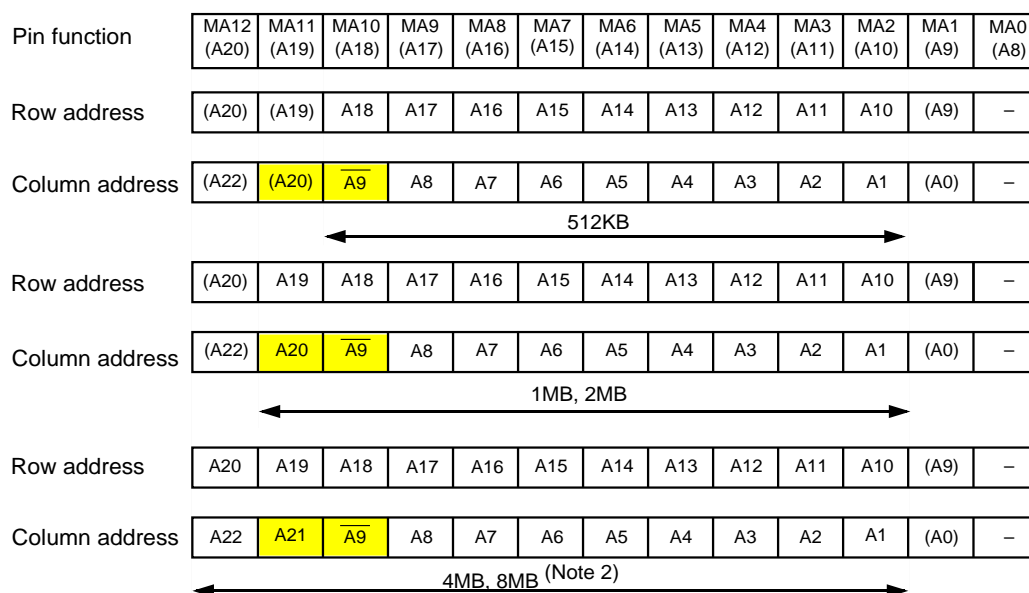 Pin function MA12 MA11 MA10 MA9 MA8 MA7 MA6 MA5 MA4 MA3 MA2 MA1 MA0
(A20) (A19) (A18) (A17) (A16) (A15) (A14) (A13) (A12) (A11) (A10) (A9) (A8)
Row address (A20) (A19) A18 A17 A16 A15 A14 A13 A12 A11 A10 (A9) –
Column address (A22) (A20) A̅9̅ A8 A7 A6 A5 A4 A3 A2 A1 (A0) –
512KB
Row address (A20) A19 A18 A17 A16 A15 A14 A13 A12 A11 A10 (A9) –
Column address (A22) A20 A̅9̅ A8 A7 A6 A5 A4 A3 A2 A1 (A0) –
1MB, 2MB
Row address A20 A19 A18 A17 A16 A15 A14 A13 A12 A11 A10 (A9) –
Column address A22 A21 A̅9̅ A8 A7 A6 A5 A4 A3 A2 A1 (A0) –
4MB, 8MB (Note 2)